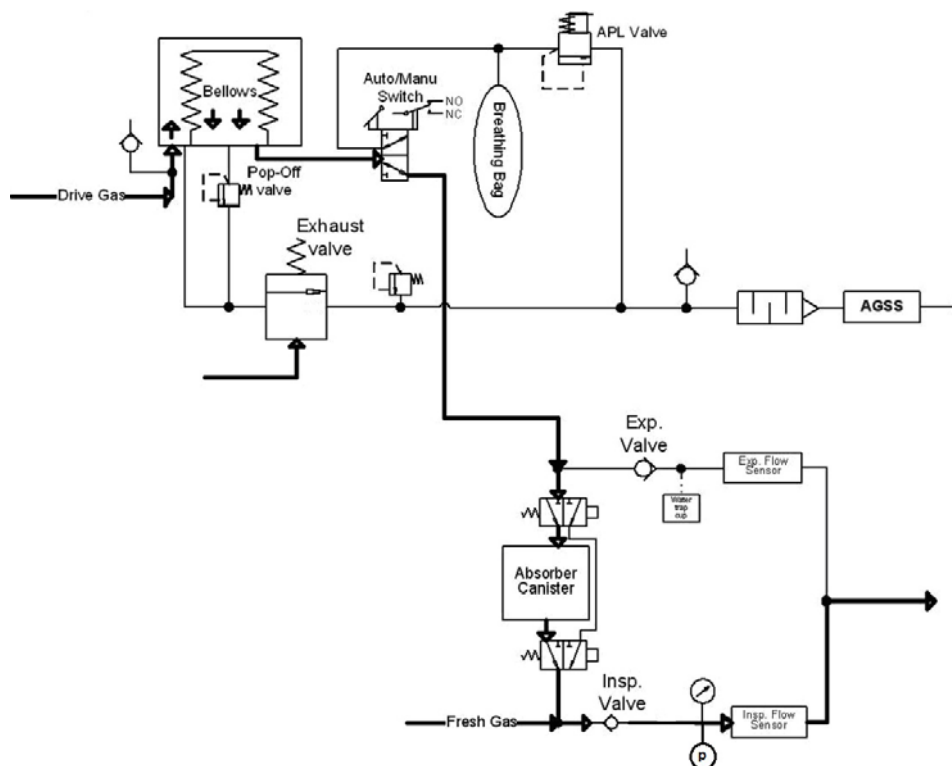 APL Valve
Bellows
Auto/Manu
Switch
NO
NC
Breathing Bag
Pop-Off
valve
Drive Gas
Exhaust
valve
AGSS
Exp.
Valve
Exp. Flow
Sensor
Water
trap
cup
Absorber
Canister
Insp.
Valve
Fresh Gas
Insp. Flow
Sensor
P